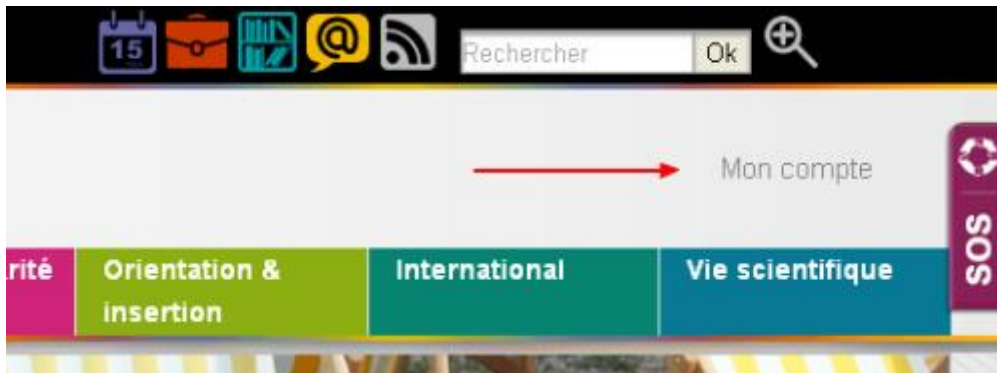 15
@
Rechercher
Ok
Mon compte
SOS
rité
Orientation &
insertion
International
Vie scientifique